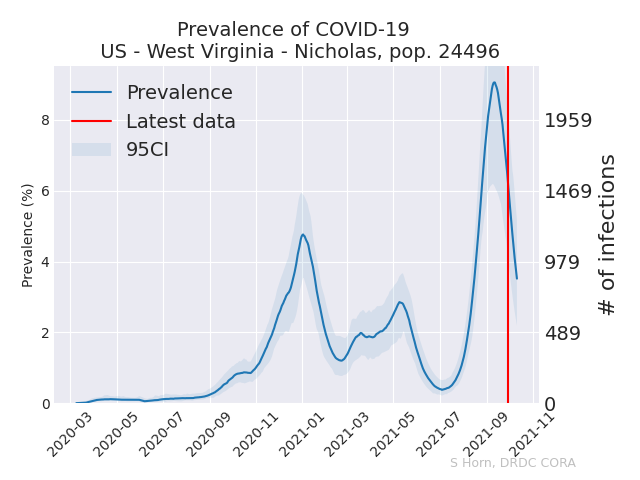 Prevalence of COVID-19
US - West Virginia - Nicholas, pop. 24496
Prevalence
Latest data
95CI
Prevalence (%)
8
6
4
2
0
1959
1469
979
489
0
# of infections
2020-03
2020-05
2020-07
2020-09
2020-11
2021-01
2021-03
2021-05
2021-07
2021-09
2021-11
S Horn, DRDC CORA